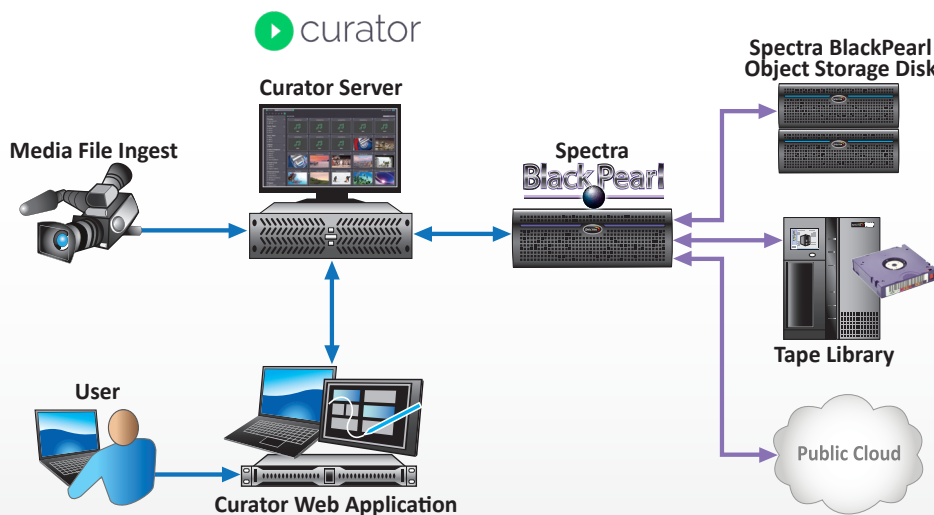 curator
Curator Server
Media File Ingest
Spectra
BlackPearl
Spectra BlackPearl
Object Storage Disk
Tape Library
User
Curator Web Application
Public Cloud